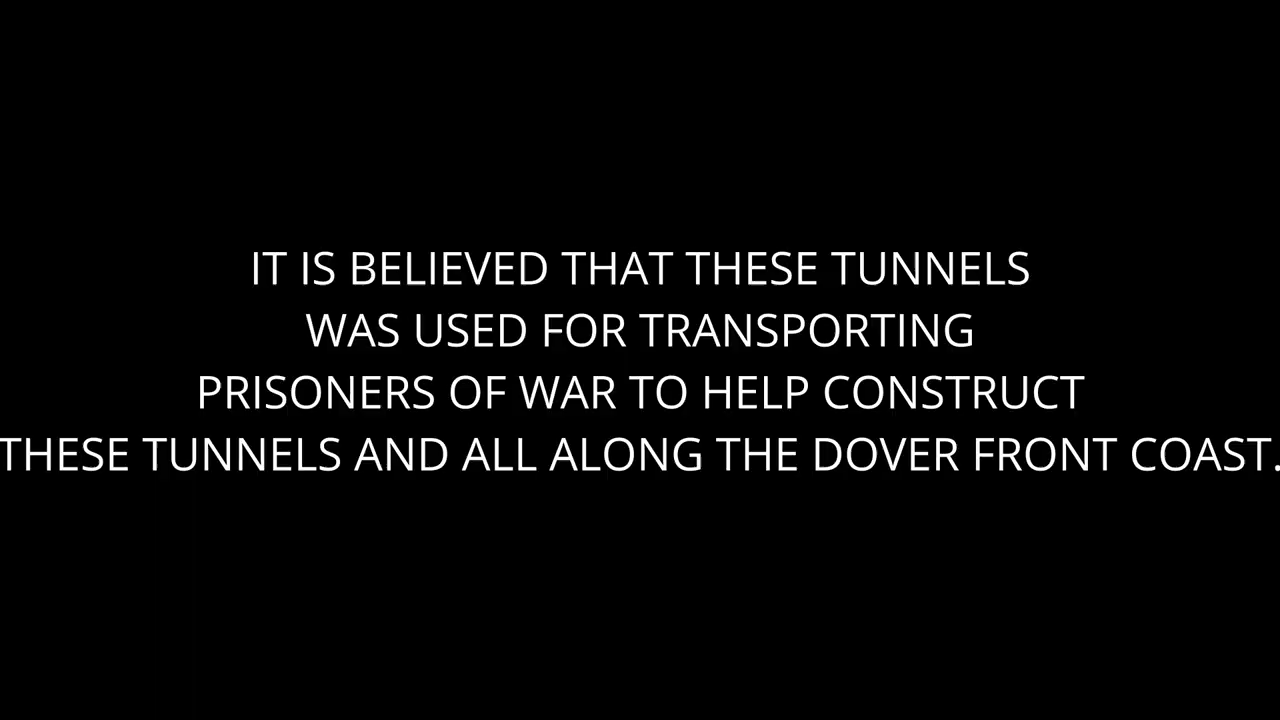 IT IS BELIEVED THAT THESE TUNNELS
WAS USED FOR TRANSPORTING
PRISONERS OF WAR TO HELP CONSTRUCT
THESE TUNNELS AND ALL ALONG THE DOVER FRONT COAST.